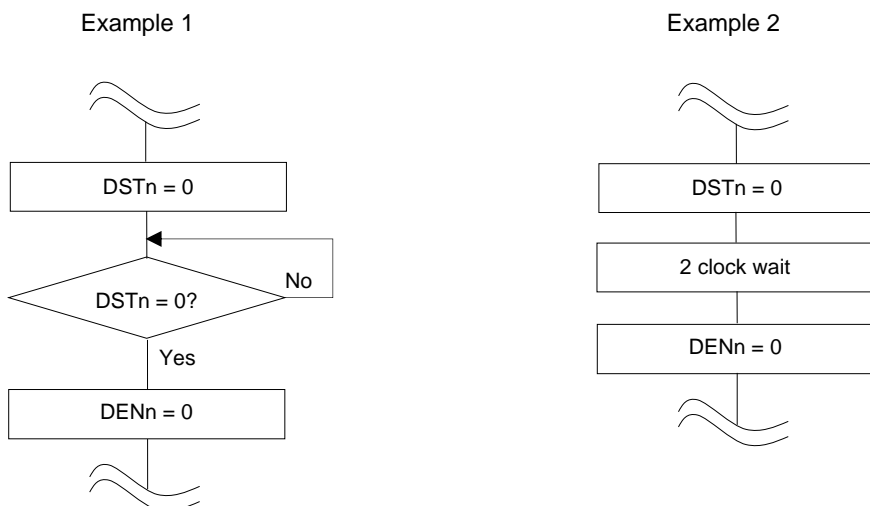 Example 1
DSTn = 0
DSTn = 0?
No
Yes
DENn = 0
Example 2
DSTn = 0
2 clock wait
DENn = 0